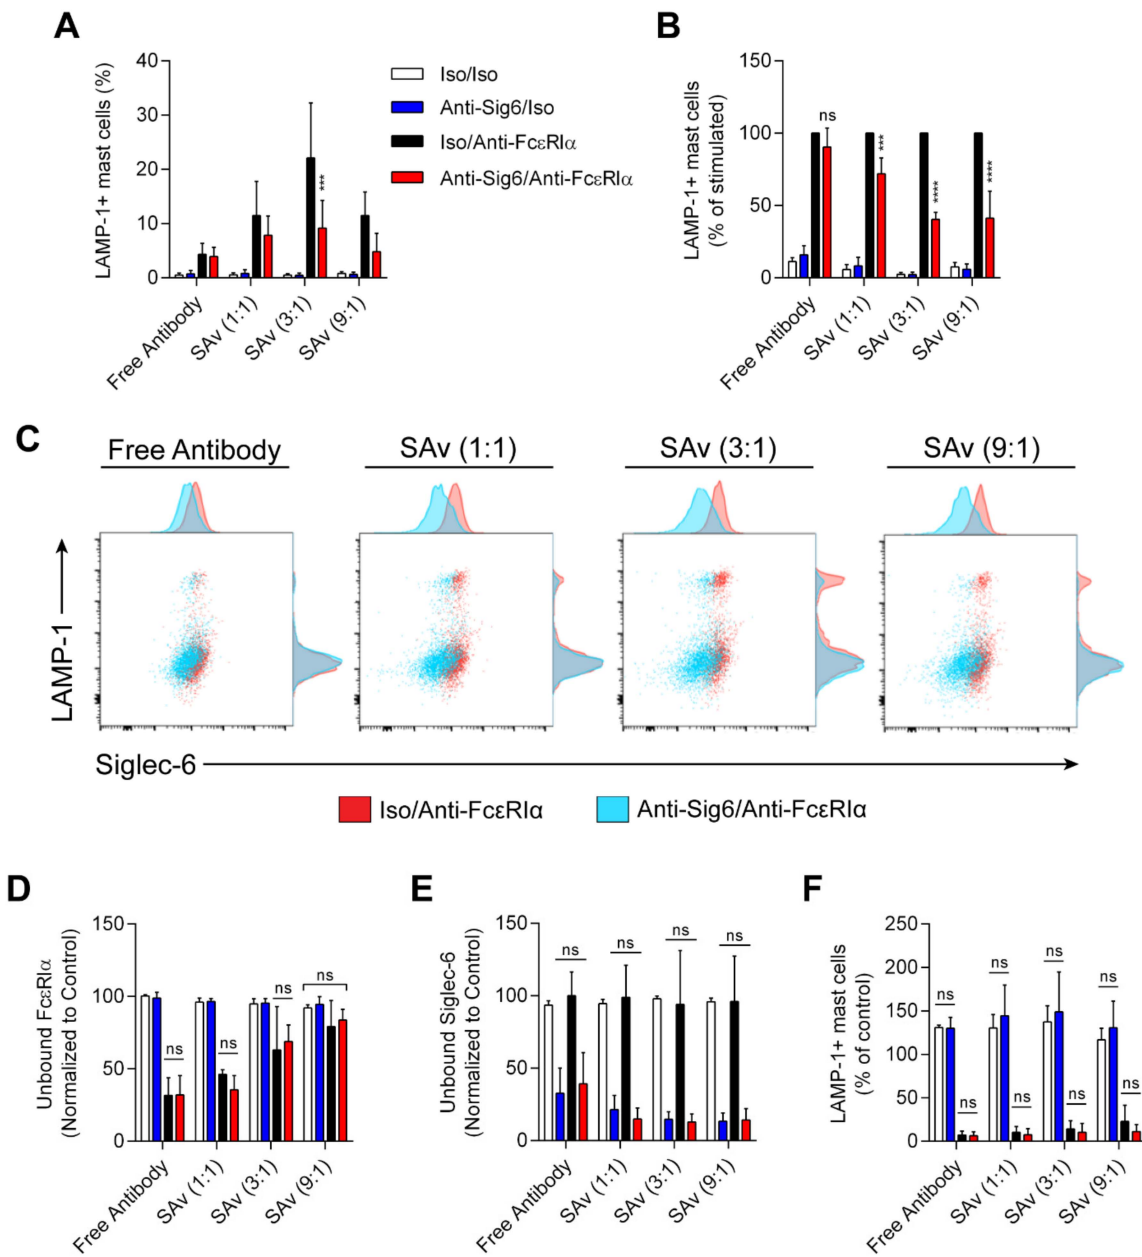 A
LAMP-1+ mast cells (%)
40
30
20
10
0
***
Free Antibody
SAv (1:1)
SAv (3:1)
SAv (9:1)
Iso/Iso
Anti-Sig6/Iso
Iso/Anti-FcεRIα
Anti-Sig6/Anti-FcεRIα
B
LAMP-1+ mast cells
(% of stimulated)
150
100
50
0
ns
***
****
****
Free Antibody
SAv (1:1)
SAv (3:1)
SAv (9:1)
C
Free Antibody
SAv (1:1)
SAv (3:1)
SAv (9:1)
LAMP-1
Siglec-6
Iso/Anti-FcεRIα
Anti-Sig6/Anti-FcεRIα
D
Unbound FcεRIα
(Normalized to Control)
150
100
50
0
ns
ns
ns
ns
Free Antibody
SAv (1:1)
SAv (3:1)
SAv (9:1)
E
Unbound Siglec-6
(Normalized to Control)
150
100
50
0
ns
ns
ns
ns
Free Antibody
SAv (1:1)
SAv (3:1)
SAv (9:1)
F
LAMP-1+ mast cells
(% of control)
250
200
150
100
50
0
ns
ns
ns
ns
ns
ns
ns
ns
Free Antibody
SAv (1:1)
SAv (3:1)
SAv (9:1)